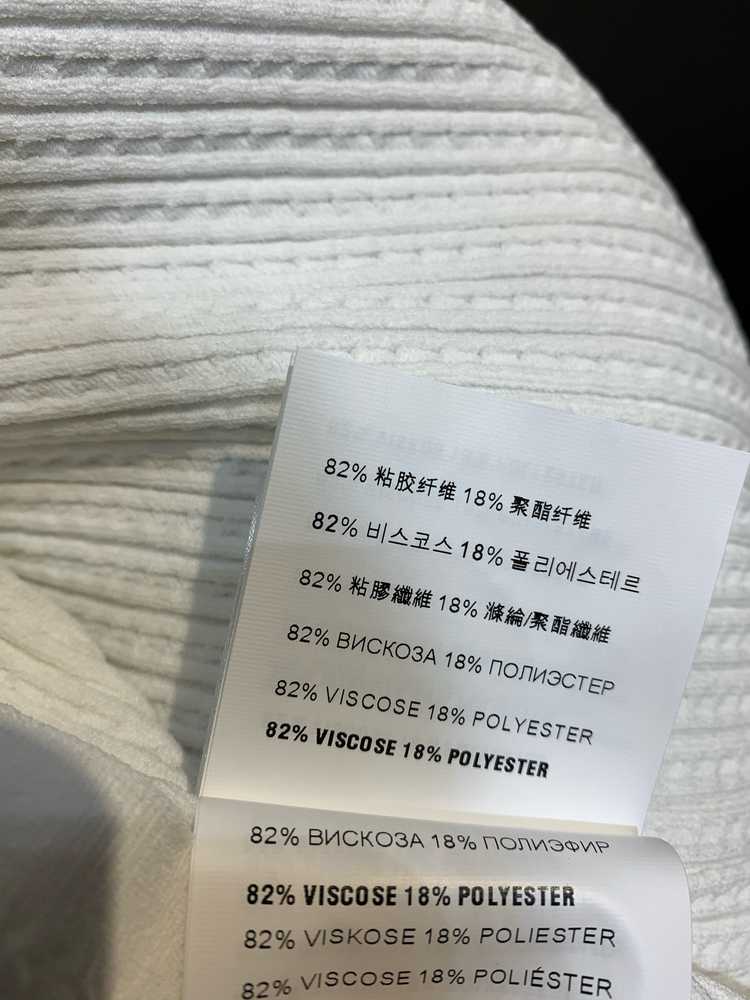 82% 粘胶纤维 18% 聚酯纤维
82% 비스코스 18% 폴리에스테르
82% 粘膠纖維 18% 滌綸/聚酯纖維
82% ВИСКОЗА 18% ПОЛИЭСТЕР
82% VISCOSE 18% POLYESTER
82% VISCOSE 18% POLYESTER
82% ВИСКОЗА 18% ПОЛИЭФИР
82% VISCOSE 18% POLYESTER
82% VISKOSE 18% POLIESTER
82% VISCOSE 18% POLIÉSTER